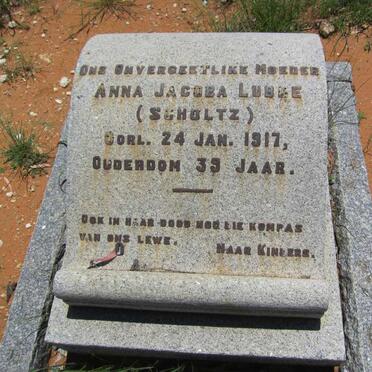 Ons Onvergeetlike Moeder
Anna Jacoba Lubbe
(Scholtz)
Oorl. 24 Jan. 1917,
Ouderdom 39 Jaar.
Ook in haar dood nog die kompas
van ons lewe. Haar Kinders.